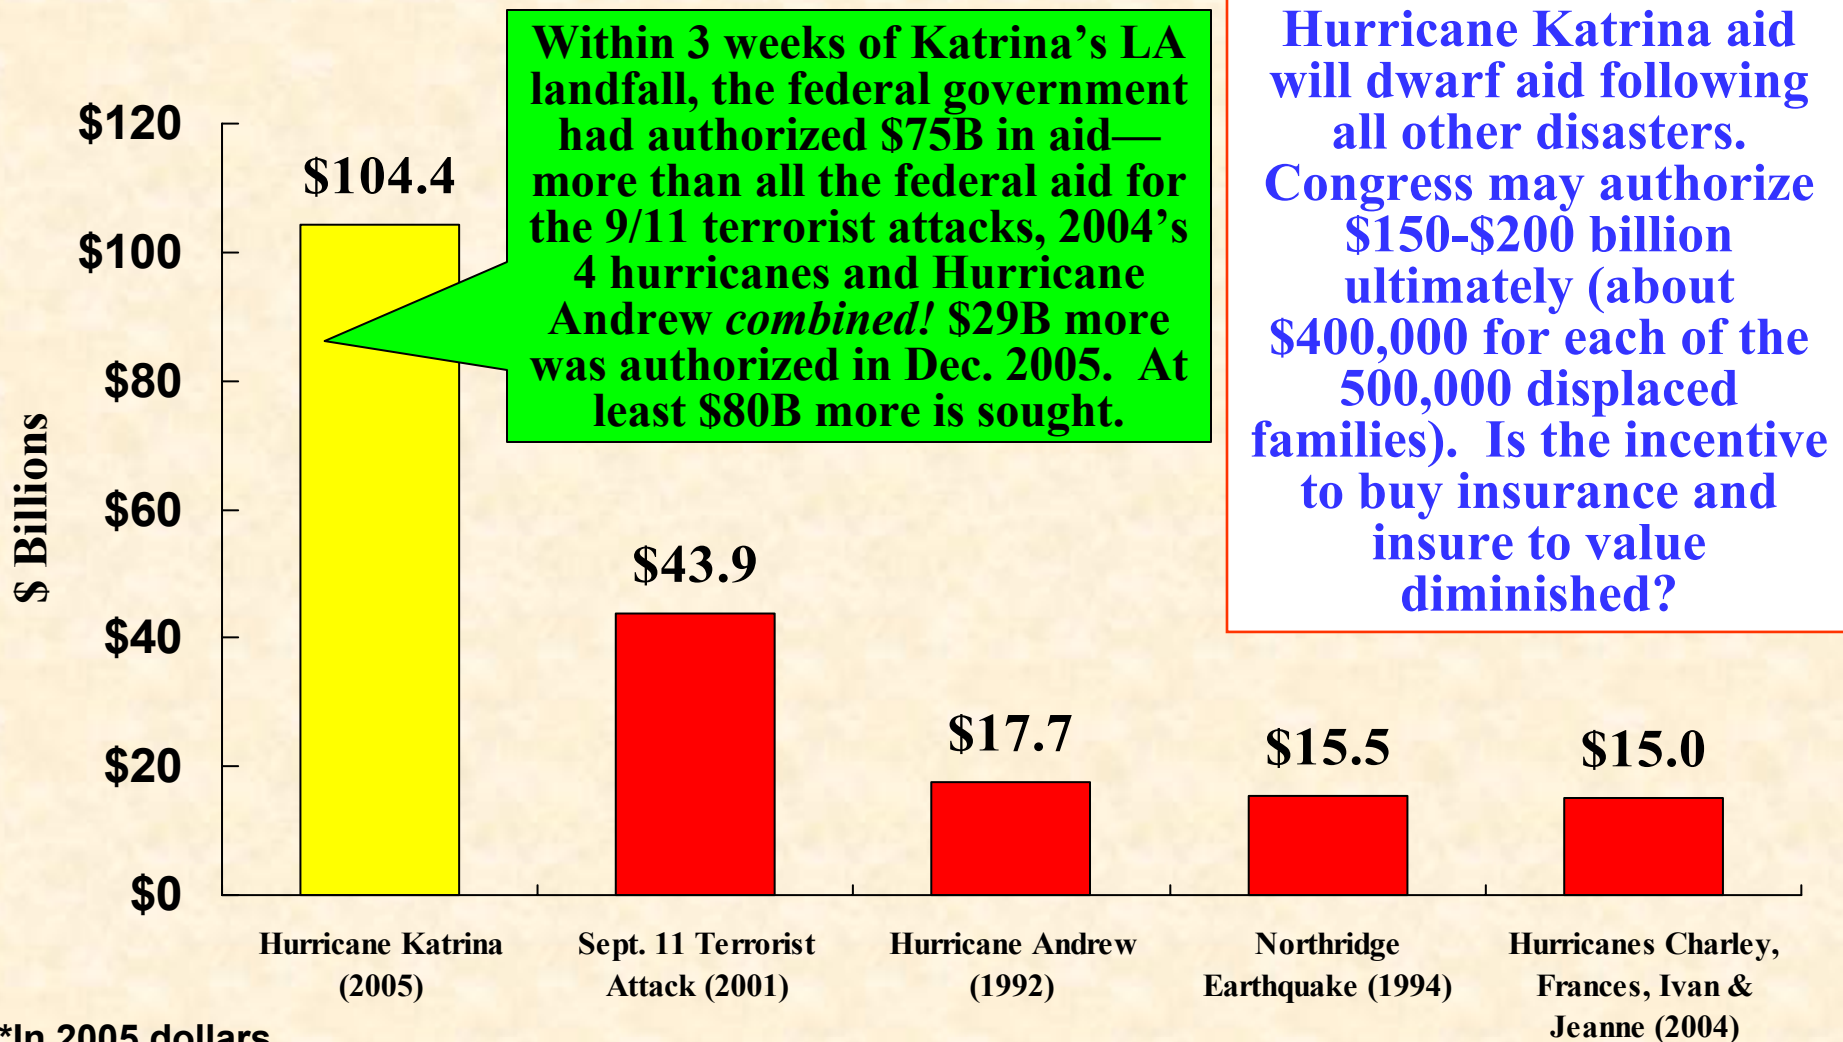 Within 3 weeks of Katrina’s LA
landfall, the federal government
had authorized $75B in aid—
more than all the federal aid for
the 9/11 terrorist attacks, 2004’s
4 hurricanes and Hurricane
Andrew combined! $29B more
was authorized in Dec. 2005.  At
least $80B more is sought.
Hurricane Katrina aid
will dwarf aid following
all other disasters.
Congress may authorize
$150-$200 billion
ultimately (about
$400,000 for each of the
500,000 displaced
families).  Is the incentive
to buy insurance and
insure to value
diminished?
$ Billions
$120
$100
$80
$60
$40
$20
$0
$104.4
$43.9
$17.7
$15.5
$15.0
Hurricane Katrina
(2005)
Sept. 11 Terrorist
Attack (2001)
Hurricane Andrew
(1992)
Northridge
Earthquake (1994)
Hurricanes Charley,
Frances, Ivan &
Jeanne (2004)
*In 2005 dollars